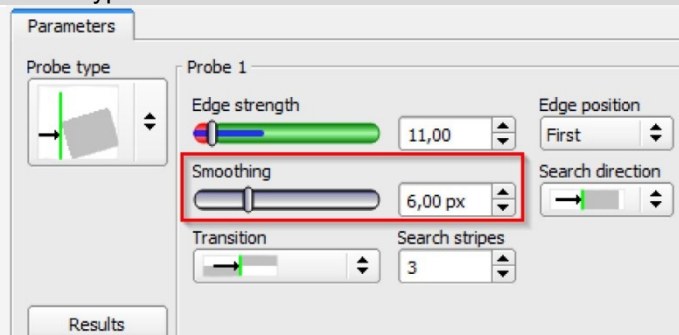 Parameters
Probe type
Probe 1
Edge strength
Edge position
11,00
First
Smoothing
Search direction
6,00 px
Transition
Search stripes
3
Results